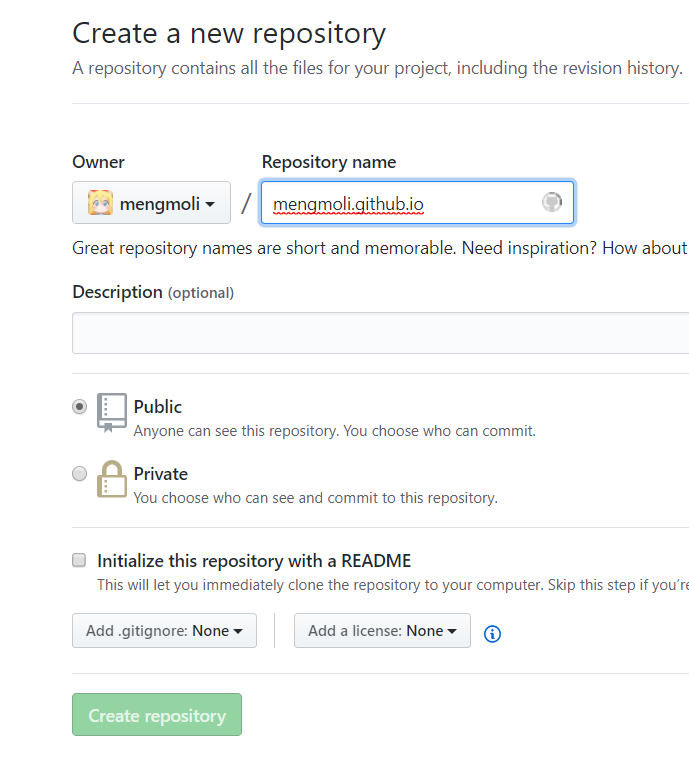 Create a new repository
A repository contains all the files for your project, including the revision history.
Owner
Repository name
mengmoli
/
mengmoli.github.io
Great repository names are short and memorable. Need inspiration? How about
Description (optional)
Public
Anyone can see this repository. You choose who can commit.
Private
You choose who can see and commit to this repository.
Initialize this repository with a README
This will let you immediately clone the repository to your computer. Skip this step if you’re
Add .gitignore: None
Add a license: None
Create repository